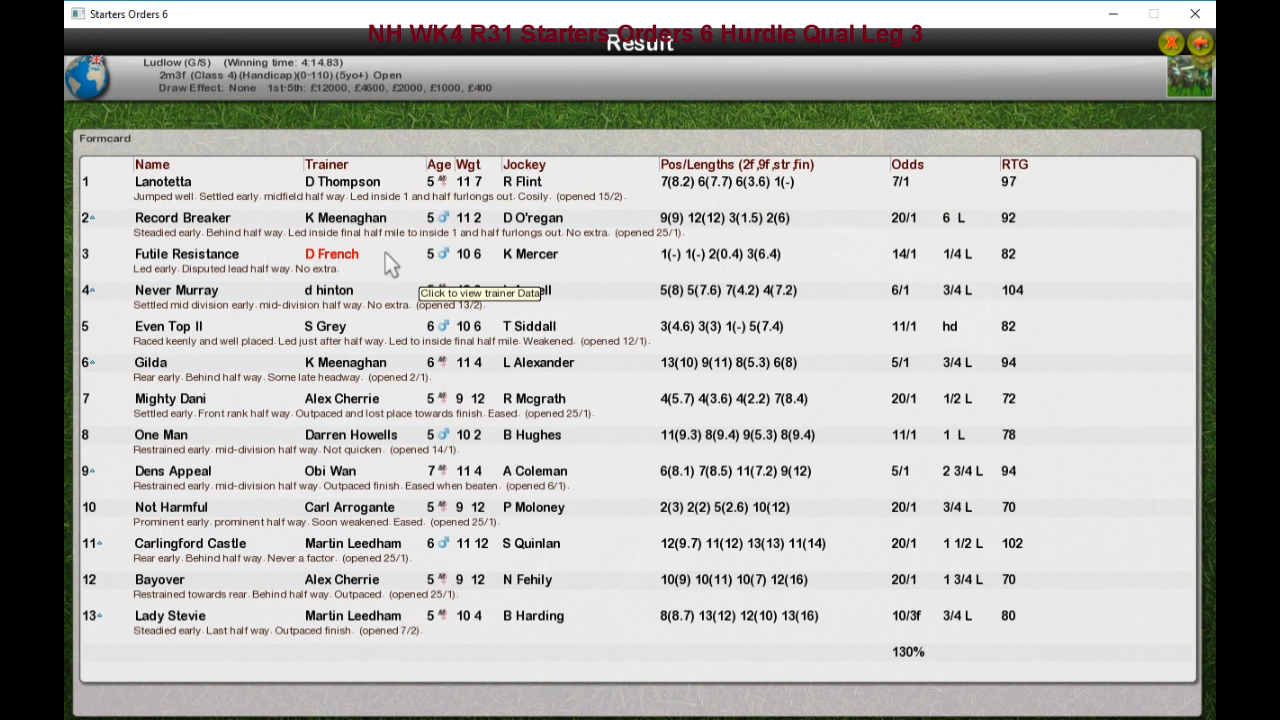 Starters Orders 6
NH WK4 R31 Starters Orders 6 Hurdle Qual Leg 3
Result
Ludlow (G/S) (Winning time: 4:14.83)
2m3f (Class 4) (Handicap)(0-110) (5yo+) Open
Draw Effect: None 1st-5th: £12000, £4600, £2000, £1000, £400
Formcard
Name Trainer Age Wgt Jockey Pos/Lengths (2f,9f,str,fin) Odds RTG
1 Lanotetta D Thompson 5 11 7 R Flint 7(8.2) 6(7.7) 6(3.6) 1(-) 7/1 97
Jumped well. Settled early. midfield half way. Led inside 1 and half furlongs out. Cosily. (opened 15/2).
2 Record Breaker K Meenaghan 5 11 2 D O'regan 9(9) 12(12) 3(1.5) 2(6) 20/1 6 L 92
Steadied early. Behind half way. Led inside final half mile to inside 1 and half furlongs out. No extra. (opened 25/1).
3 Futile Resistance D French 5 10 6 K Mercer 1(-) 1(-) 2(0.4) 3(6.4) 14/1 1/4 L 82
Led early. Disputed lead half way. No extra.
4 Never Murray d hinton ell 5(8) 5(7.6) 7(4.2) 4(7.2) 6/1 3/4 L 104
Click to view trainer Data
Settled mid division early. mid-division half way. No extra. (opened 13/2).
5 Even Top II S Grey 6 10 6 T Siddall 3(4.6) 3(3) 1(-) 5(7.4) 11/1 hd 82
Raced keenly and well placed. Led just after half way. Led to inside final half mile. Weakened. (opened 12/1).
6 Gilda K Meenaghan 6 11 4 L Alexander 13(10) 9(11) 8(5.3) 6(8) 5/1 3/4 L 94
Rear early. Behind half way. Some late headway. (opened 2/1).
7 Mighty Dani Alex Cherrie 5 9 12 R Mcgrath 4(5.7) 4(3.6) 4(2.2) 7(8.4) 20/1 1/2 L 72
Settled early. Front rank half way. Outpaced and lost place towards finish. Eased. (opened 25/1).
8 One Man Darren Howells 5 10 2 B Hughes 11(9.3) 8(9.4) 9(5.3) 8(9.4) 11/1 1 L 78
Restrained early. mid-division half way. Not quicken. (opened 14/1).
9 Dens Appeal Obi Wan 7 11 4 A Coleman 6(8.1) 7(8.5) 11(7.2) 9(12) 5/1 2 3/4 L 94
Restrained early. mid-division half way. Outpaced finish. Eased when beaten. (opened 6/1).
10 Not Harmful Carl Arrogante 5 9 12 P Moloney 2(3) 2(2) 5(2.6) 10(12) 20/1 3/4 L 70
Prominent early. prominent half way. Soon weakened. Eased. (opened 25/1).
11 Carlingford Castle Martin Leedham 6 11 12 S Quinlan 12(9.7) 11(12) 13(13) 11(14) 20/1 1 1/2 L 102
Rear early. Behind half way. Never a factor. (opened 25/1).
12 Bayover Alex Cherrie 5 9 12 N Fehily 10(9) 10(11) 10(7) 12(16) 20/1 1 3/4 L 70
Restrained towards rear. Behind half way. Outpaced. (opened 25/1).
13 Lady Stevie Martin Leedham 5 10 4 B Harding 8(8.7) 13(12) 12(10) 13(16) 10/3f 3/4 L 80
Steadied early. Last half way. Outpaced finish. (opened 7/2).
130%